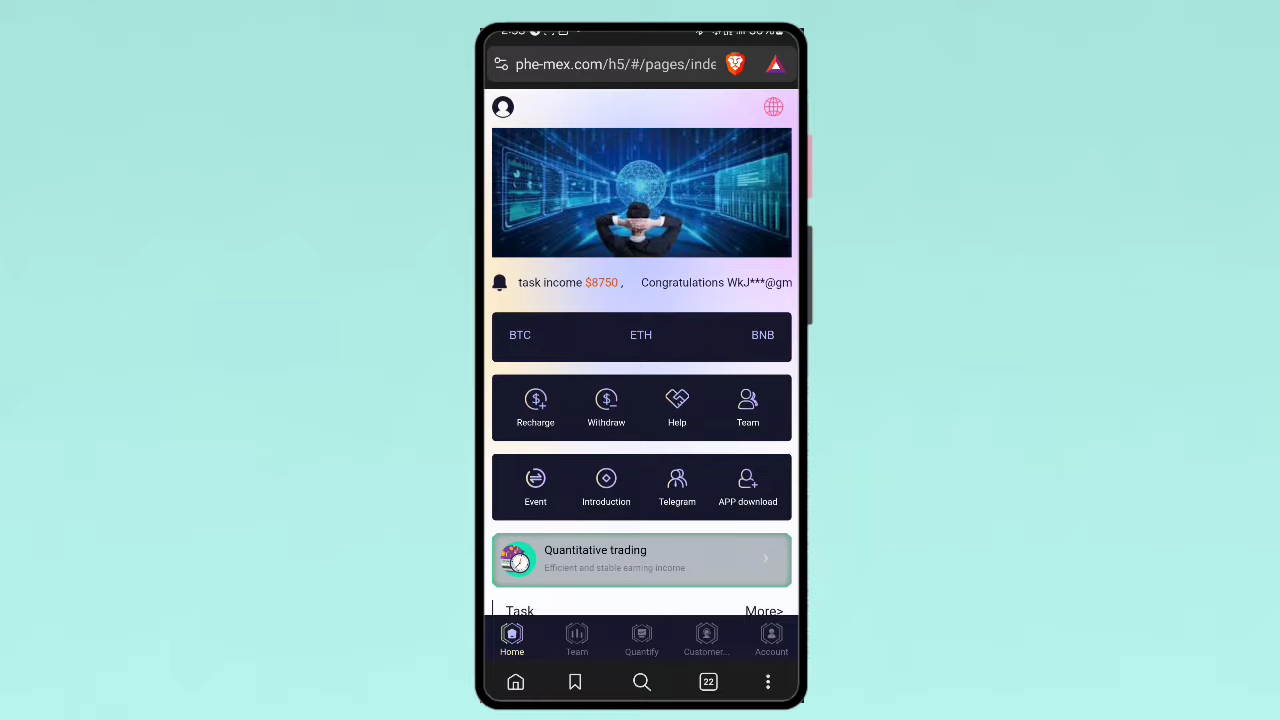 phe-mex.com/h5/#/pages/inde
task income $8750 , Congratulations WkJ***@gm
BTC ETH BNB
Recharge Withdraw Help Team
Event Introduction Telegram APP download
Quantitative trading
Efficient and stable earning income
Task More>
Home Team Quantify Customer... Account
22